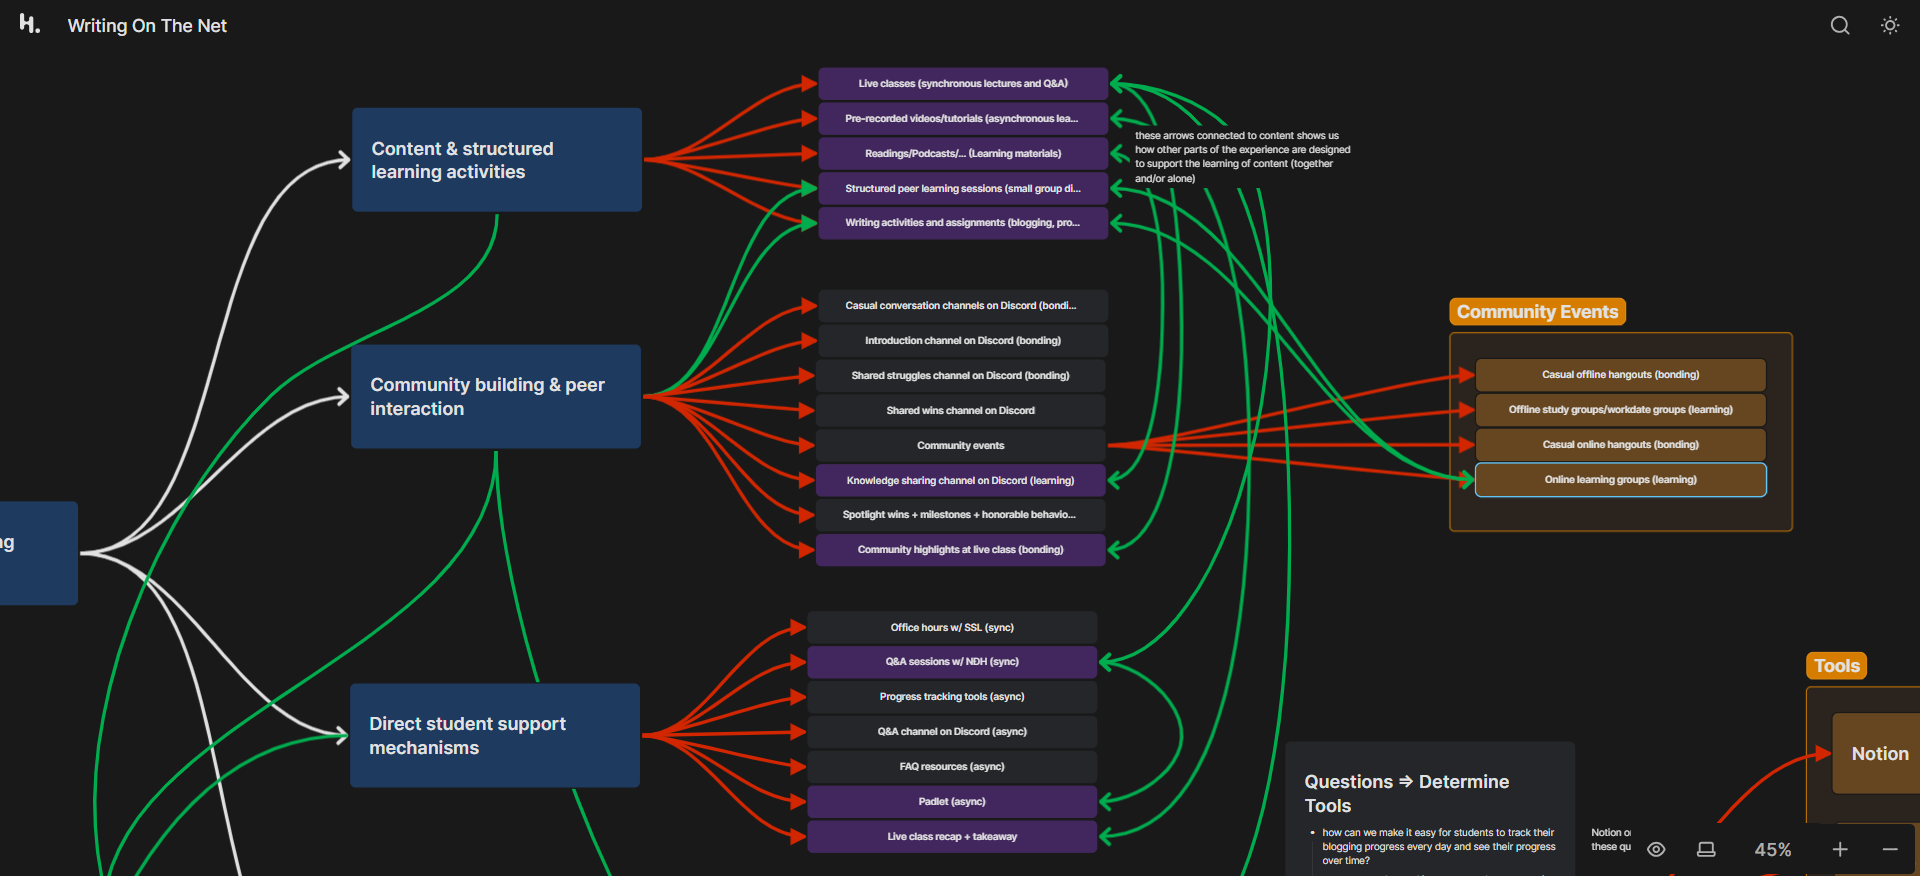 H.
Writing On The Net
Content & structured
learning activities
Live classes (synchronous lectures and Q&A)
Pre-recorded videos/tutorials (asynchronous lea...
Readings/Podcasts/... (Learning materials)
Structured peer learning sessions (small group di...
Writing activities and assignments (blogging, pro...
these arrows connected to content shows us
how other parts of the experience are designed
to support the learning of content (together
and/or alone)
Community building & peer
interaction
Casual conversation channels on Discord (bondi...
Introduction channel on Discord (bonding)
Shared struggles channel on Discord (bonding)
Shared wins channel on Discord
Community events
Knowledge sharing channel on Discord (learning)
Spotlight wins + milestones + honorable behavio...
Community highlights at live class (bonding)
Community Events
Casual offline hangouts (bonding)
Offline study groups/workdate groups (learning)
Casual online hangouts (bonding)
Online learning groups (learning)
ng
Direct student support
mechanisms
Office hours w/ SSL (sync)
Q&A sessions w/ NĐH (sync)
Progress tracking tools (async)
Q&A channel on Discord (async)
FAQ resources (async)
Padlet (async)
Live class recap + takeaway
Questions => Determine
Tools
• how can we make it easy for students to track their
blogging progress every day and see their progress
over time?
Tools
Notion
Notion o
these qu
45%